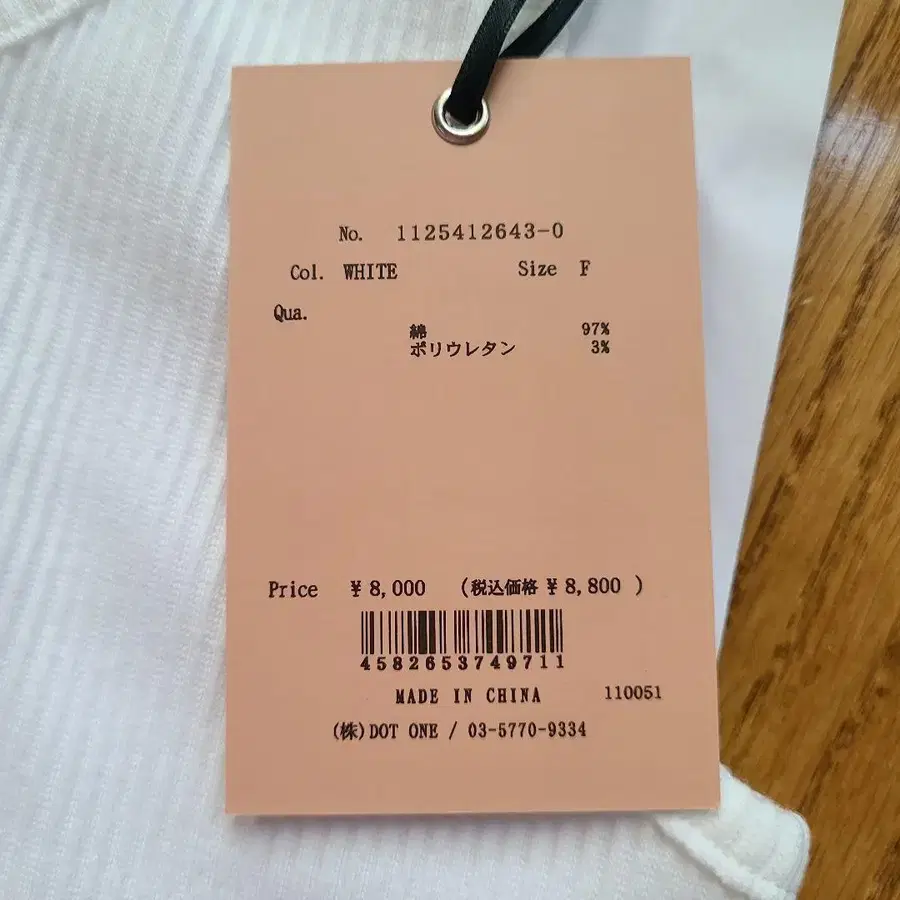 No. 1125412643-0
Col. WHITE Size F
Qua.
綿 97%
ポリウレタン 3%
Price ¥8,000 (税込価格 ¥8,800 )
4582653749711
MADE IN CHINA 110051
(株)DOT ONE / 03-5770-9334